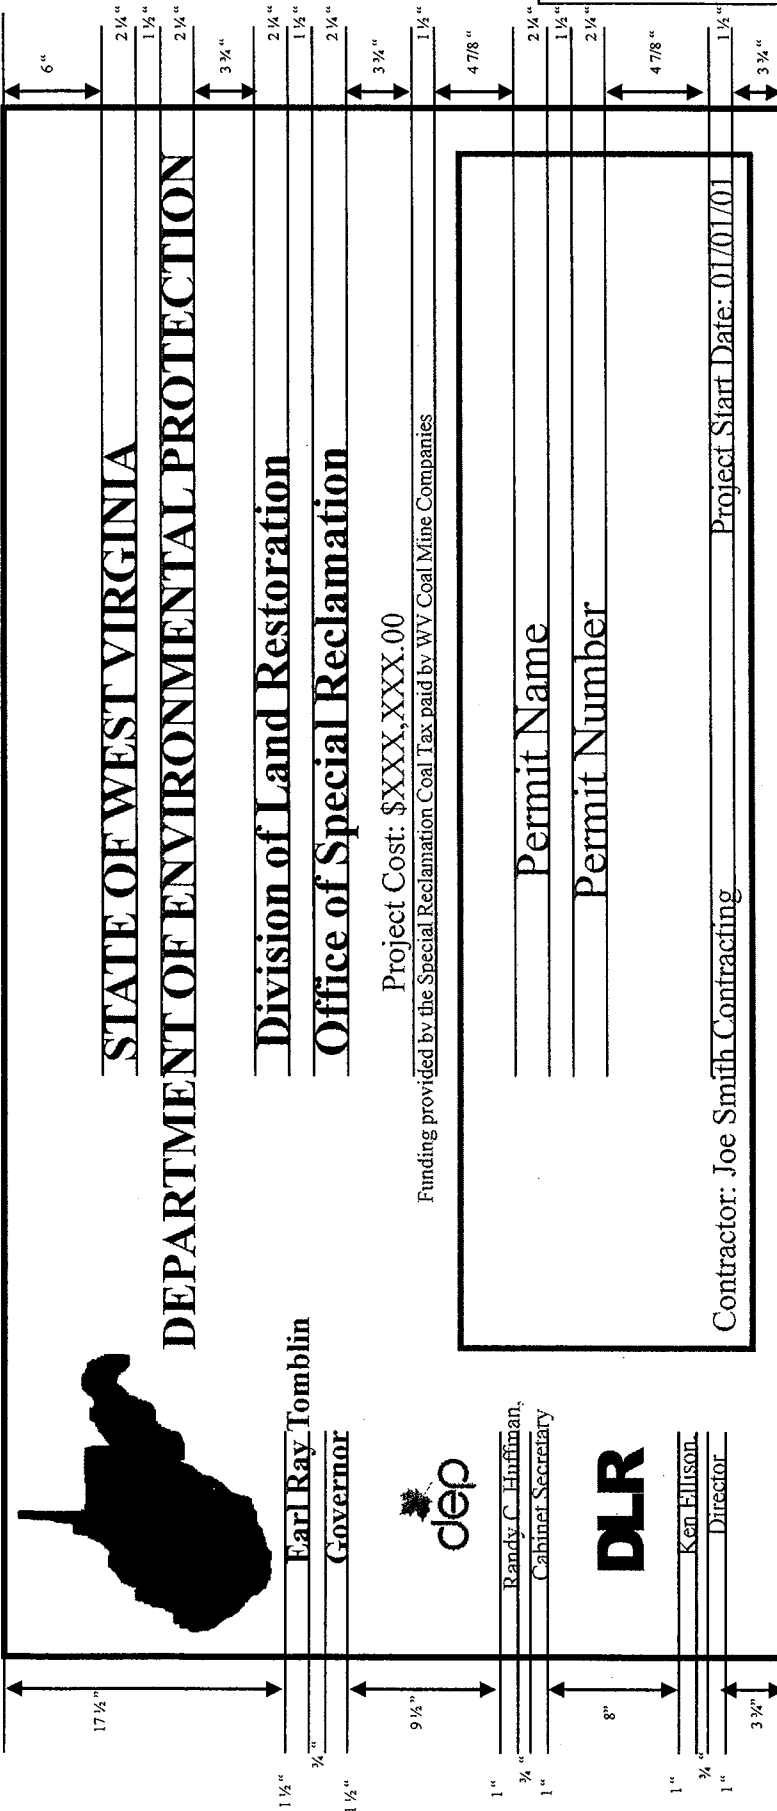 6 “
2 ¼ “
1 ½ “
2 ¼ “
3 ¾ “
2 ¼ “
1 ½ “
2 ¼ “
3 ¾ “
1 ½ “
4 7/8 “
2 ¼ “
1 ½ “
2 ¼ “
4 7/8 “
1 ½ “
3 ¾ “
STATE OF WEST VIRGINIA
DEPARTMENT OF ENVIRONMENTAL PROTECTION
Division of Land Restoration
Office of Special Reclamation
Project Cost: $XXX,XXX.00
Funding provided by the Special Reclamation Coal Tax paid by WV Coal Mine Companies
Permit Name
Permit Number
Contractor: Joe Smith Contracting
Project Start Date: 01/01/01
Earl Ray Tomblin
Governor
dep
Randy C. Huffman,
Cabinet Secretary
DLR
Ken Ellison,
Director
17 ½”
1 ½ “
¾ “
1 ½ “
9 ½”
1 “
¾ “
1 “
8”
1 “
¾ “
1 “
3 ¾”